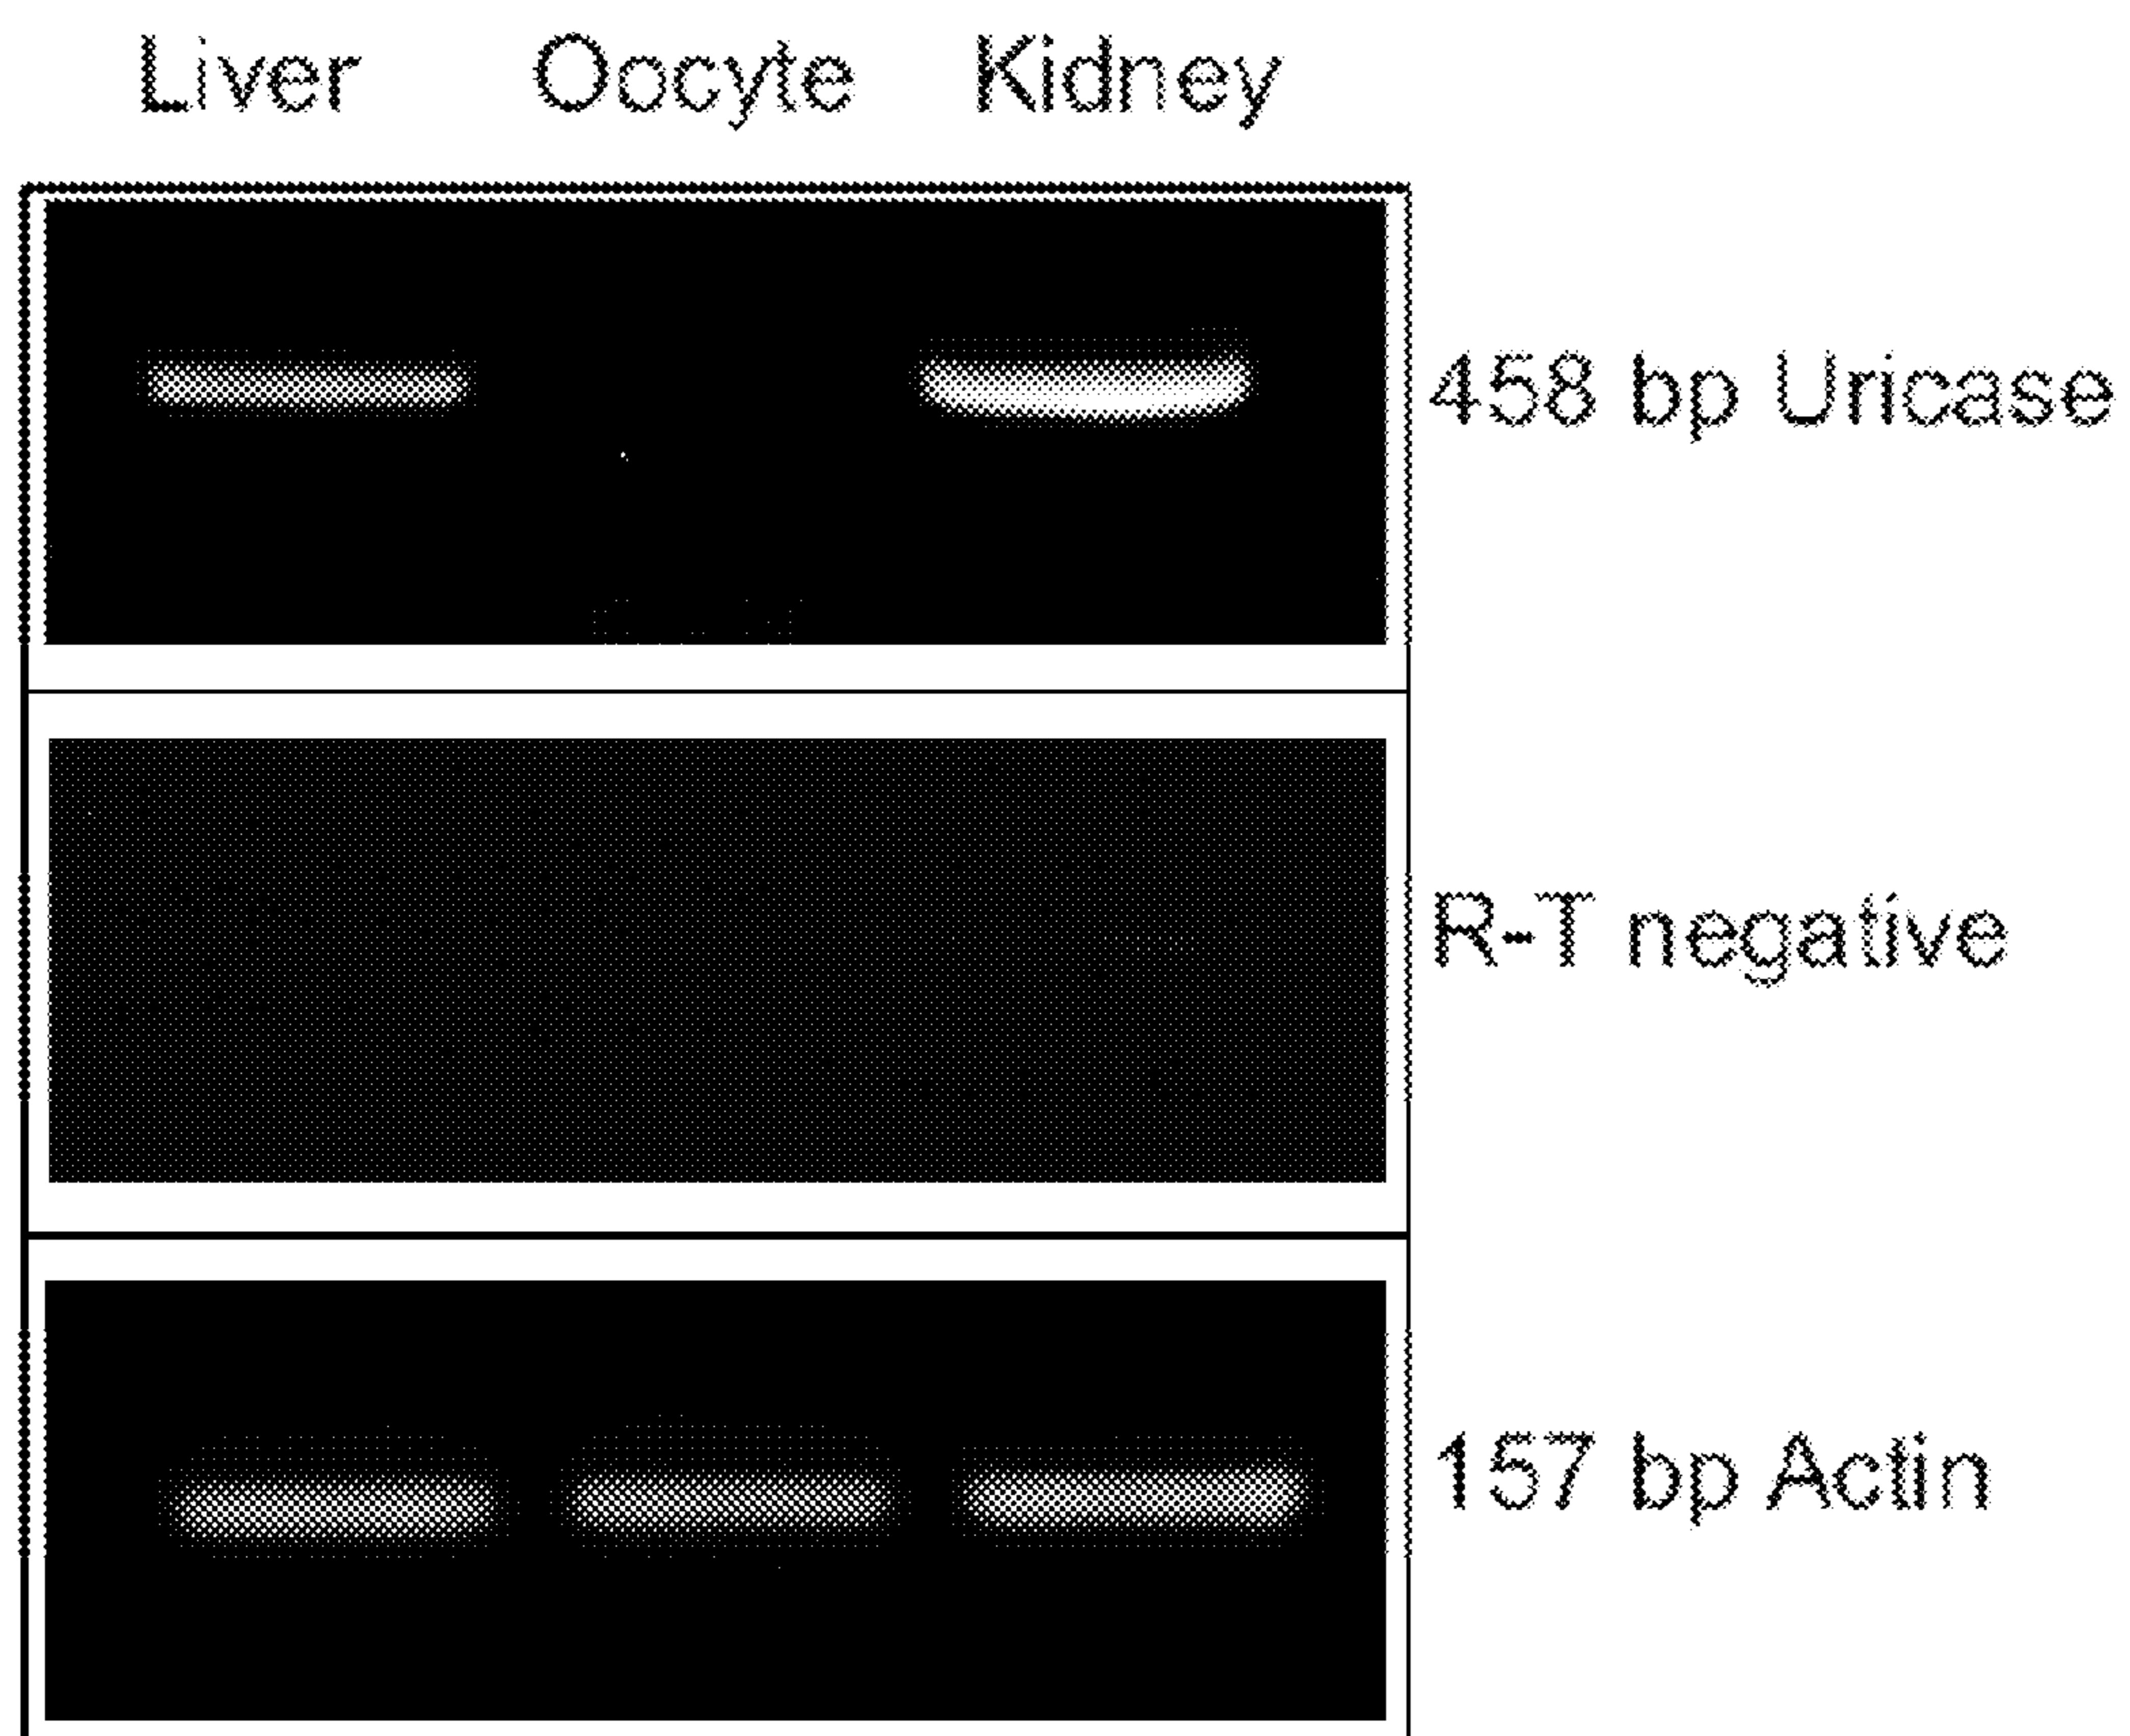 Liver Oocyte Kidney
458 bp Uricase
R-T negative
157 bp Actin